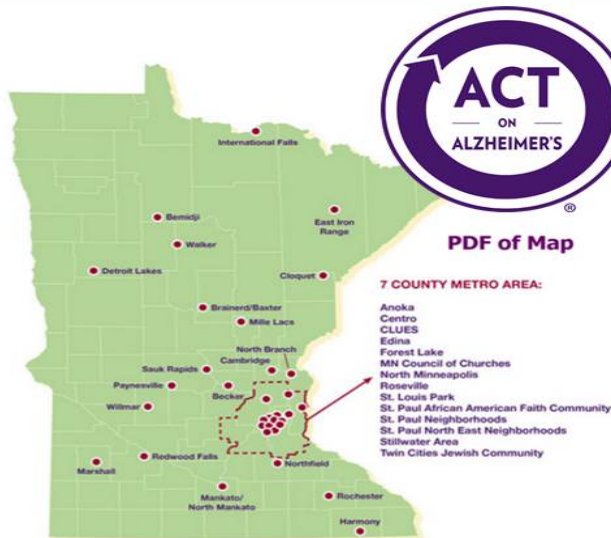 ACT
ON
ALZHEIMER'S
®
PDF of Map
International Falls
Bemidji
East Iron
Range
Walker
Detroit Lakes
Cloquet
Brainerd/Baxter
Mille Lacs
North Branch
Cambridge
Sauk Rapids
Paynesville
Becker
Willmar
Redwood Falls
Marshall
Northfield
Mankato/
North Mankato
Rochester
Harmony
7 COUNTY METRO AREA:
Anoka
Centro
CLUES
Edina
Forest Lake
MN Council of Churches
North Minneapolis
Roseville
St. Louis Park
St. Paul African American Faith Community
St. Paul Neighborhoods
St. Paul North East Neighborhoods
Stillwater Area
Twin Cities Jewish Community